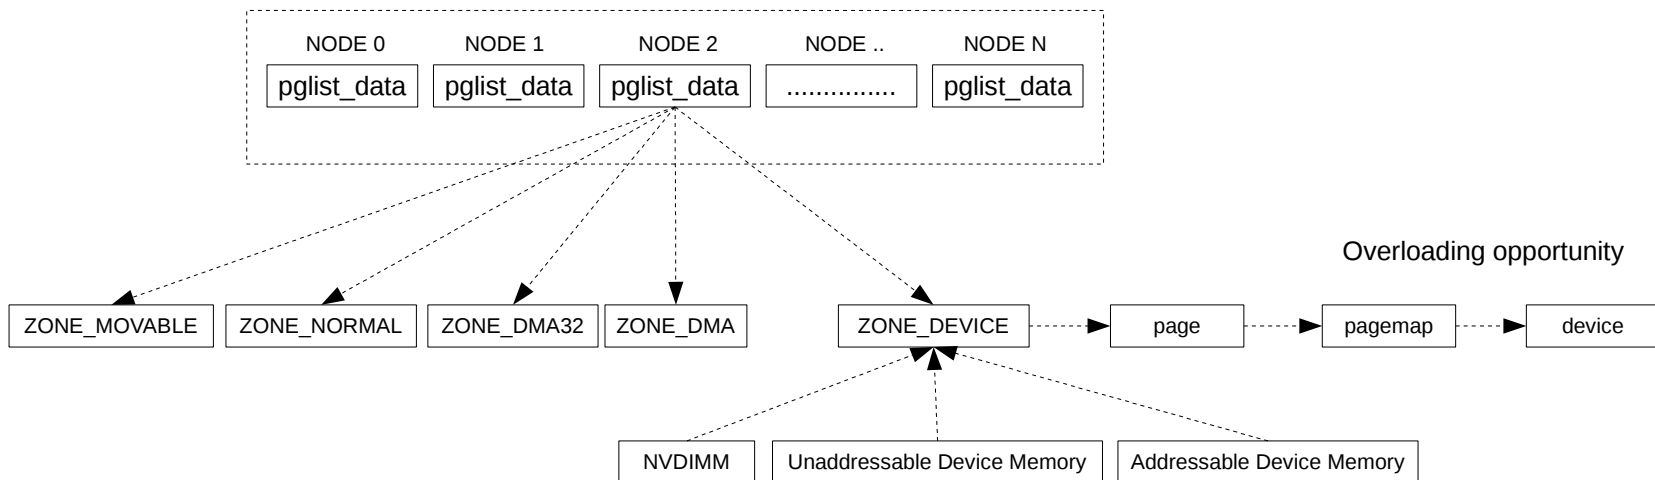 NODE 0 NODE 1 NODE 2 NODE .. NODE N
pglist_data pglist_data pglist_data ............... pglist_data
Overloading opportunity
ZONE_MOVABLE ZONE_NORMAL ZONE_DMA32 ZONE_DMA ZONE_DEVICE page pagemap device
NVDIMM Unaddressable Device Memory Addressable Device Memory